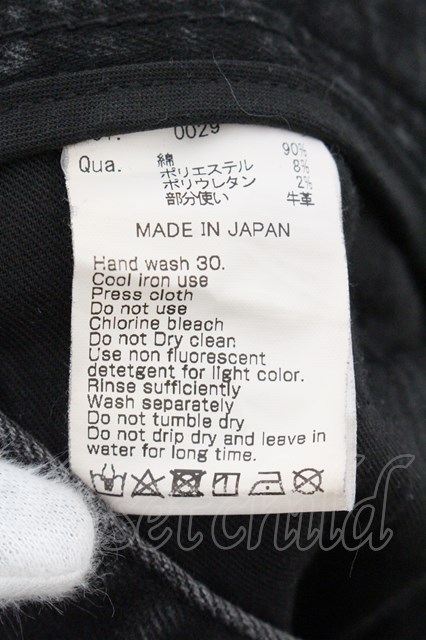 0029
Qua. 綿 90%
ポリエステル 8%
ポリウレタン 2%
部分使い 牛革
MADE IN JAPAN
Hand wash 30.
Cool iron use
Press cloth
Do not use
Chlorine bleach
Do not Dry clean
Use non fluorescent
detetgent for light color.
Rinse sufficiently
Wash separately
Do not tumble dry
Do not drip dry and leave in
water for long time.